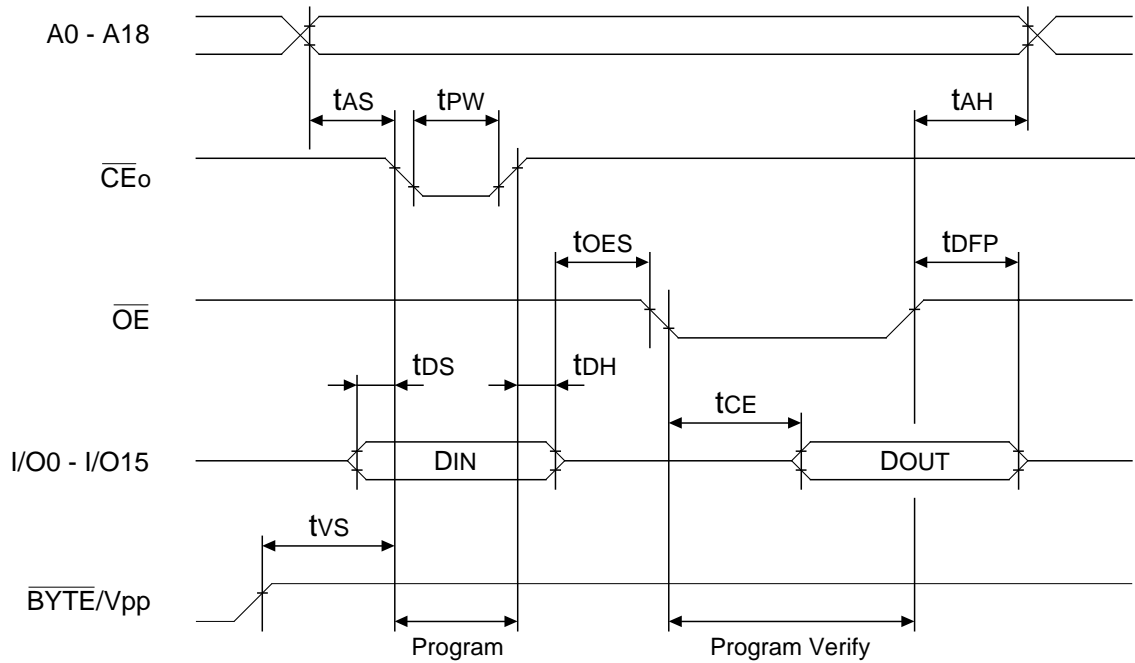 A0 - A18
tAS
tPW
tAH
CEo
tOES
tDFP
OE
tDS
tDH
tCE
I/O0 - I/O15
DIN
DOUT
tVS
BYTE/Vpp
Program
Program Verify